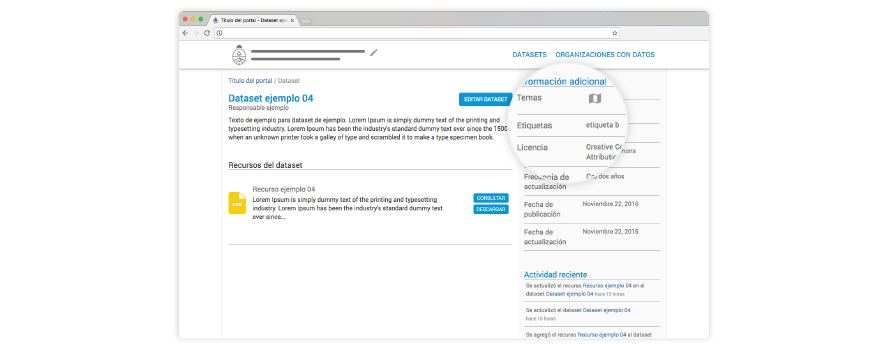 Título del portal - Dataset eje
DATASETS ORGANIZACIONES CON DATOS
Título del portal / Dataset
Dataset ejemplo 04
EDITAR DATASET
Responsable ejemplo
Texto de ejemplo para dataset de ejemplo. Lorem Ipsum is simply dummy text of the printing and
typesetting industry. Lorem Ipsum has been the industry's standard dummy text ever since the 1500
when an unknown printer took a galley of type and scrambled it to make a type specimen book.
Recursos del dataset
Recurso ejemplo 04
Lorem Ipsum is simply dummy text of the printing and typesetting
industry. Lorem Ipsum has been the industry's standard dummy text
ever since...
CONSULTAR
DESCARGAR
formación adicional
Temas
Etiquetas etiqueta b
Licencia Creative
Attributio
Frecuencia de
actualización
dos años
Fecha de
publicación
Noviembre 22, 2016
Fecha de
actualización
Noviembre 22, 2016
Actividad reciente
Se actualizó el recurso Recurso ejemplo 04 en el
dataset Dataset ejemplo 04 hace 16 horas
Se actualizó el dataset Dataset ejemplo 04
hace 16 horas
Se agregó el recurso Recurso ejemplo 04 al dataset